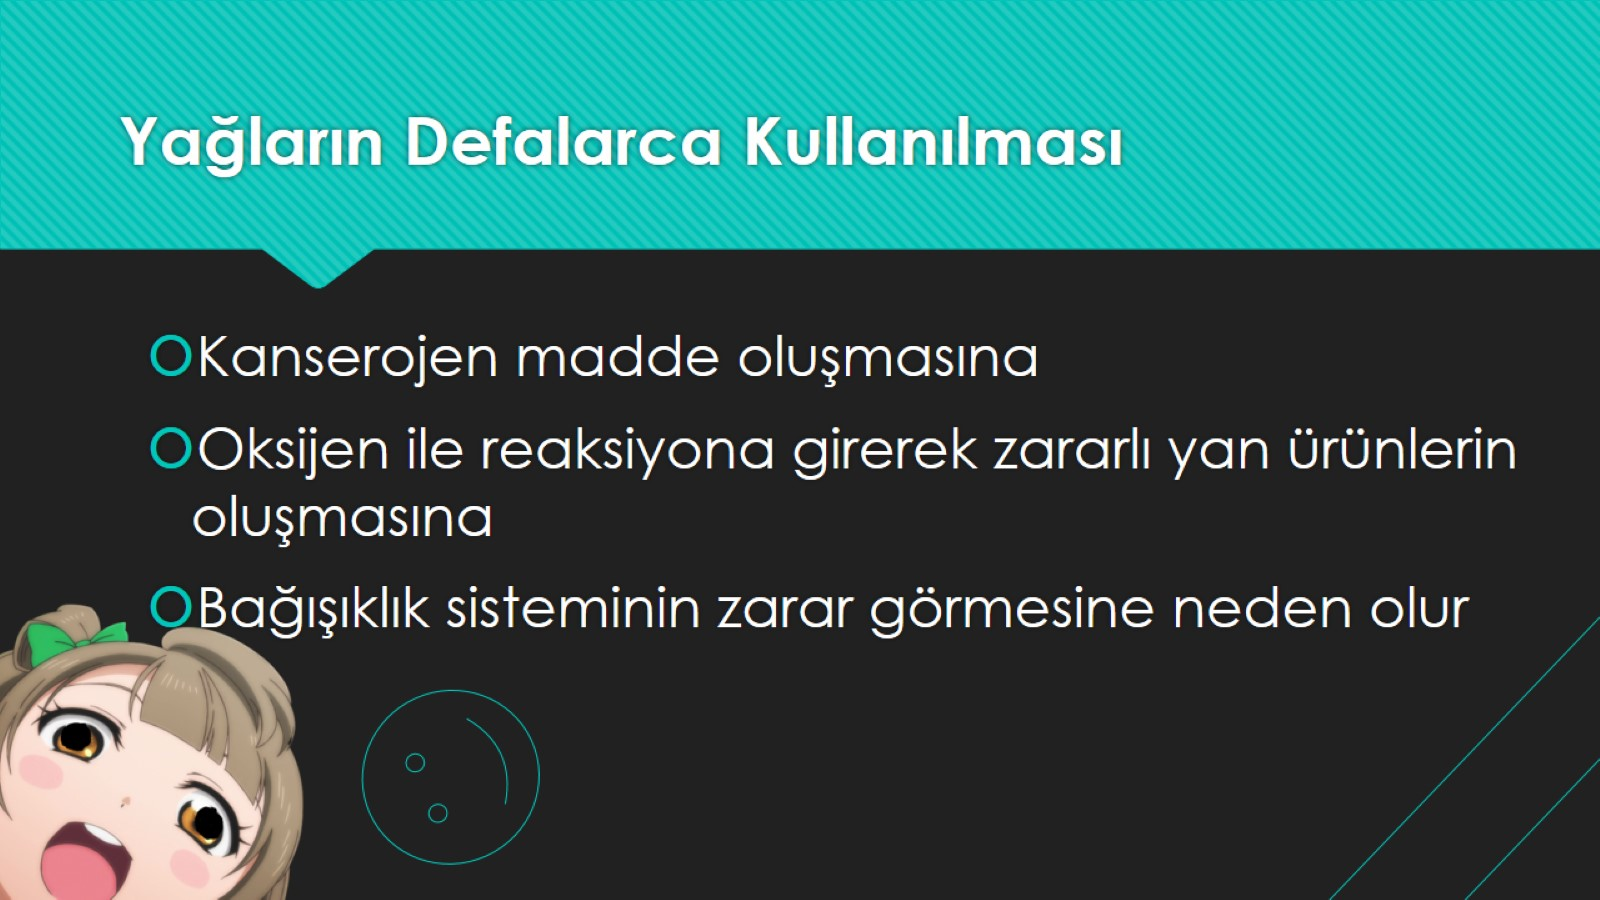 Yağların Defalarca Kullanılması
Kanserojen madde oluşmasına
Oksijen ile reaksiyona girerek zararlı yan ürünlerin
oluşmasına
Bağışıklık sisteminin zarar görmesine neden olur